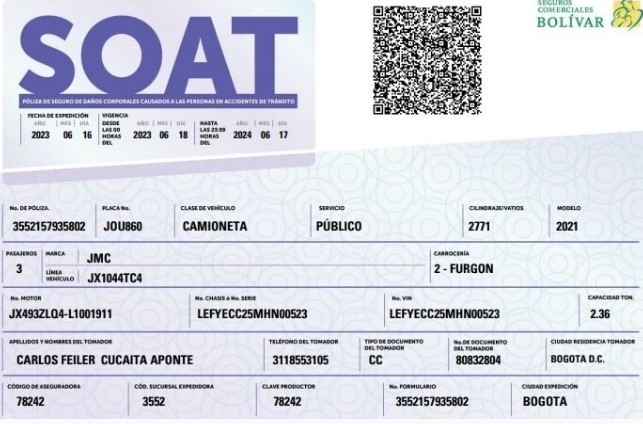 SEGUROS
COMERCIALES
BOLÍVAR
SOAT
PÓLIZA DE SEGURO DE DAÑOS CORPORALES CAUSADOS A LAS PERSONAS EN ACCIDENTES DE TRÁNSITO
FECHA DE EXPEDICIÓN
AÑO MES DIA
2023 06 16
VIGENCIA
DESDE
LAS 00
HORAS
DEL
AÑO MES DIA
2023 06 18
HASTA
LAS 23:59
HORAS
DEL
AÑO MES DIA
2024 06 17
No. DE PÓLIZA. PLACA No. CLASE DE VEHÍCULO SERVICIO CILINDRAJE/VATIOS MODELO
3552157935802 JOU860 CAMIONETA PÚBLICO 2771 2021
PASAJEROS
3
MARCA JMC
LÍNEA
VEHÍCULO
JX1044TC4
CARROCERÍA
2 - FURGON
No. MOTOR No. CHASIS ó No. SERIE No. VIN CAPACIDAD TON.
JX493ZLQ4-L1001911 LEFYECC25MHN00523 LEFYECC25MHN00523 2.36
APELLIDOS Y NOMBRES DEL TOMADOR
CARLOS FEILER CUCAITA APONTE
TELÉFONO DEL TOMADOR
3118553105
TIPO DE DOCUMENTO
DEL TOMADOR
CC
No.DE DOCUMENTO
DEL TOMADOR
80832804
CIUDAD RESIDENCIA TOMADOR
BOGOTA D.C.
CÓDIGO DE ASEGURADORA CÓD. SUCURSAL EXPEDIDORA CLAVE PRODUCTOR No. FORMULARIO CIUDAD EXPEDICIÓN
78242 3552 78242 3552157935802 BOGOTA